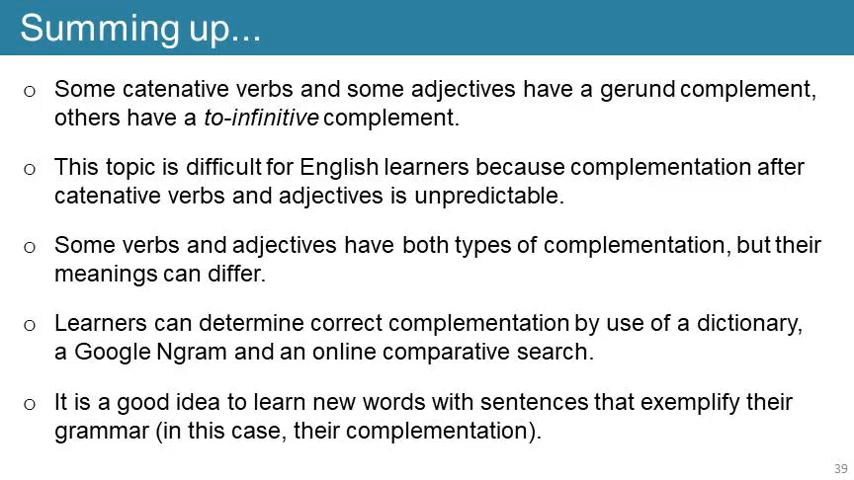 Summing up...
o Some catenative verbs and some adjectives have a gerund complement,
others have a to-infinitive complement.
o This topic is difficult for English learners because complementation after
catenative verbs and adjectives is unpredictable.
o Some verbs and adjectives have both types of complementation, but their
meanings can differ.
o Learners can determine correct complementation by use of a dictionary,
a Google Ngram and an online comparative search.
o It is a good idea to learn new words with sentences that exemplify their
grammar (in this case, their complementation).
39